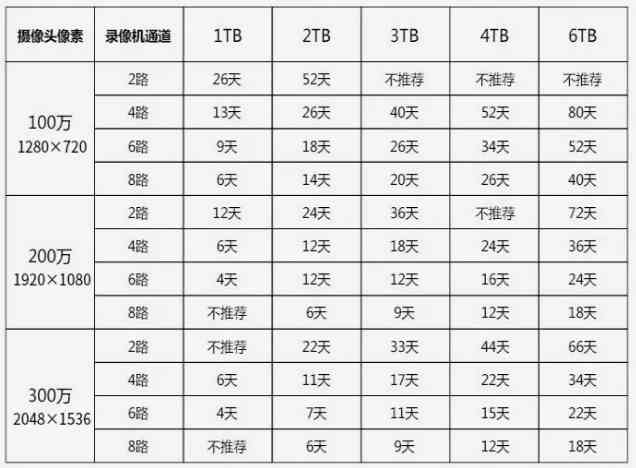 摄像头像素 录像机通道 1TB 2TB 3TB 4TB 6TB
100万
1280×720
2路 26天 52天 不推荐 不推荐 不推荐
4路 13天 26天 40天 52天 80天
6路 9天 18天 26天 34天 52天
8路 6天 14天 20天 26天 40天
200万
1920×1080
2路 12天 24天 36天 不推荐 72天
4路 6天 12天 18天 24天 36天
6路 4天 12天 12天 16天 24天
8路 不推荐 6天 9天 12天 18天
300万
2048×1536
2路 不推荐 22天 33天 44天 66天
4路 6天 11天 17天 22天 34天
6路 4天 7天 11天 15天 22天
8路 不推荐 6天 9天 12天 18天